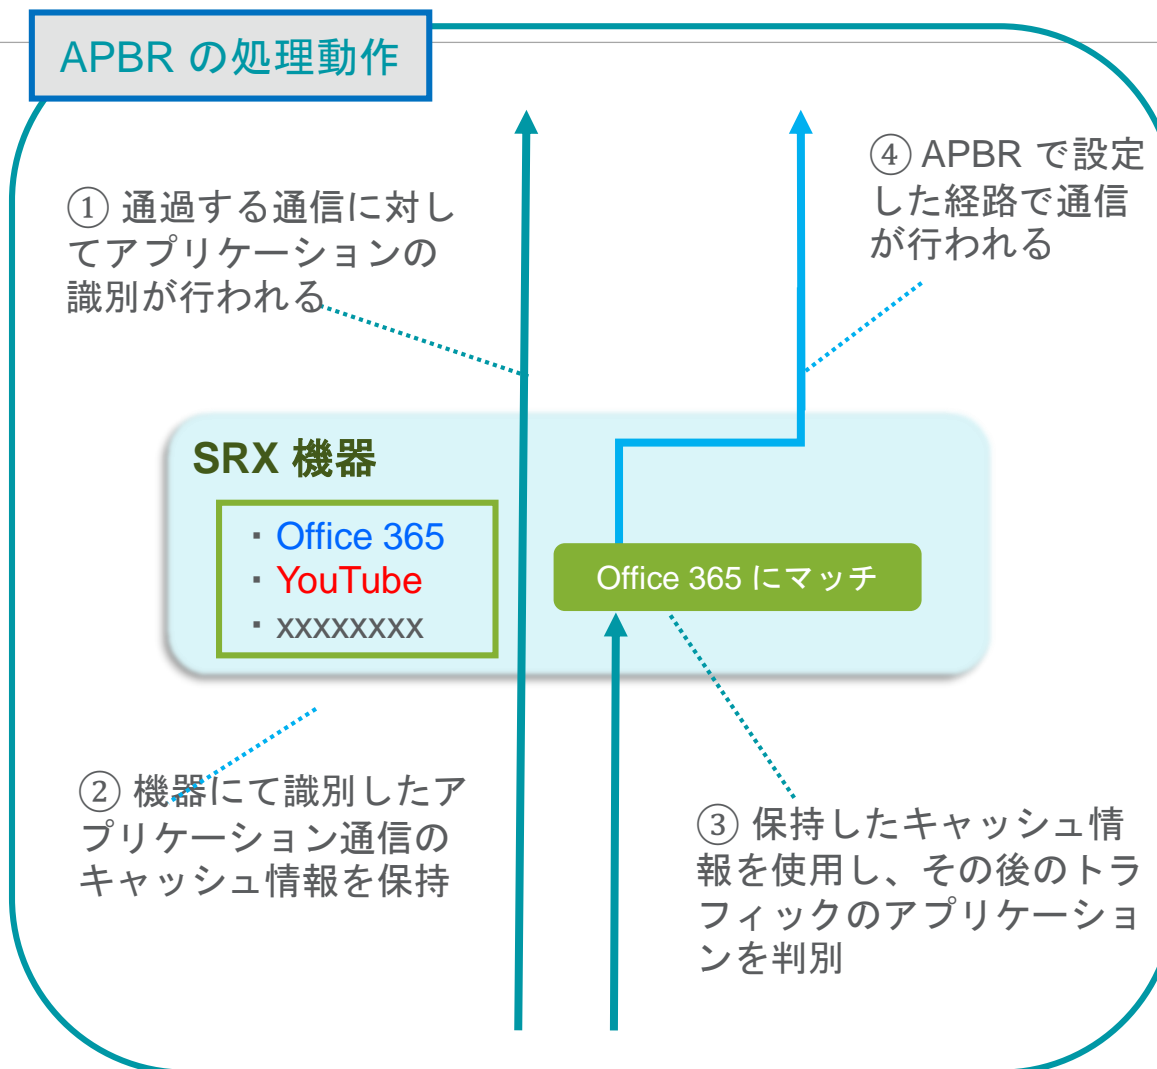 APBR の処理動作
① 通過する通信に対し
てアプリケーションの
識別が行われる
④ APBR で設定
した経路で通信
が行われる
SRX 機器
・Office 365
・YouTube
・xxxxxxxx
Office 365 にマッチ
② 機器にて識別したア
プリケーション通信の
キャッシュ情報を保持
③ 保持したキャッシュ情
報を使用し、その後のトラ
フィックのアプリケーショ
ンを判別